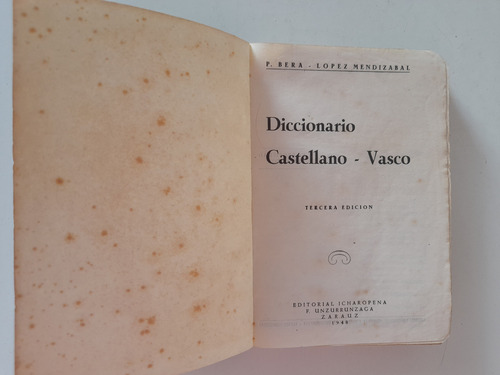 P. BERA - LOPEZ MENDIZABAL
Diccionario
Castellano - Vasco
TERCERA EDICION
EDITORIAL ICHAROPENA
P. UNZURRUNZAGA
ZARAUZ